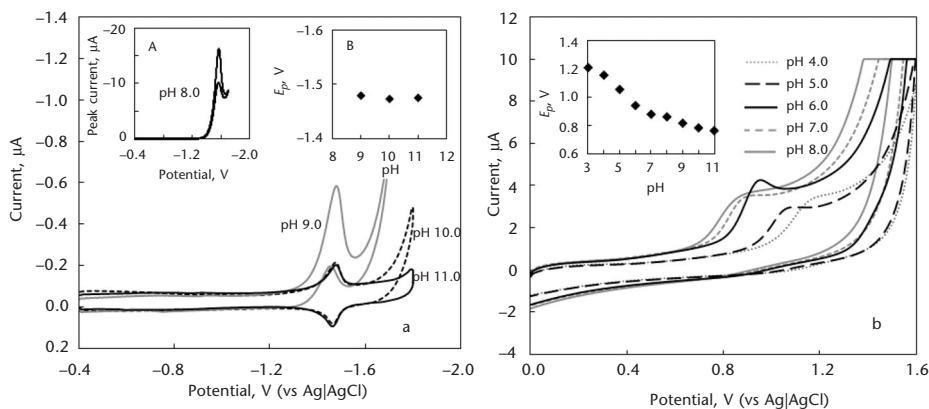 −1.4
−1.2
−1.0
−0.8
−0.6
−0.4
−0.2
0.0
0.2
Current, µA
−0.4
−0.8
−1.2
−1.6
−2.0
Potential, V (vs Ag|AgCl)
−20
−10
0
Peak current, µA
A
pH 8.0
−0.4
−1.2
−2.0
Potential, V
−1.6
−1.5
−1.4
Ep, V
B
8
9
10
11
12
pH
pH 9.0
pH 10.0
pH 11.0
a
12
10
8
6
4
2
0
−2
−4
Current, µA
0.0
0.4
0.8
1.2
1.6
Potential, V (vs Ag|AgCl)
1.4
1.2
1.0
0.8
0.6
Ep, V
3
5
7
9
11
pH
pH 4.0
pH 5.0
pH 6.0
pH 7.0
pH 8.0
b